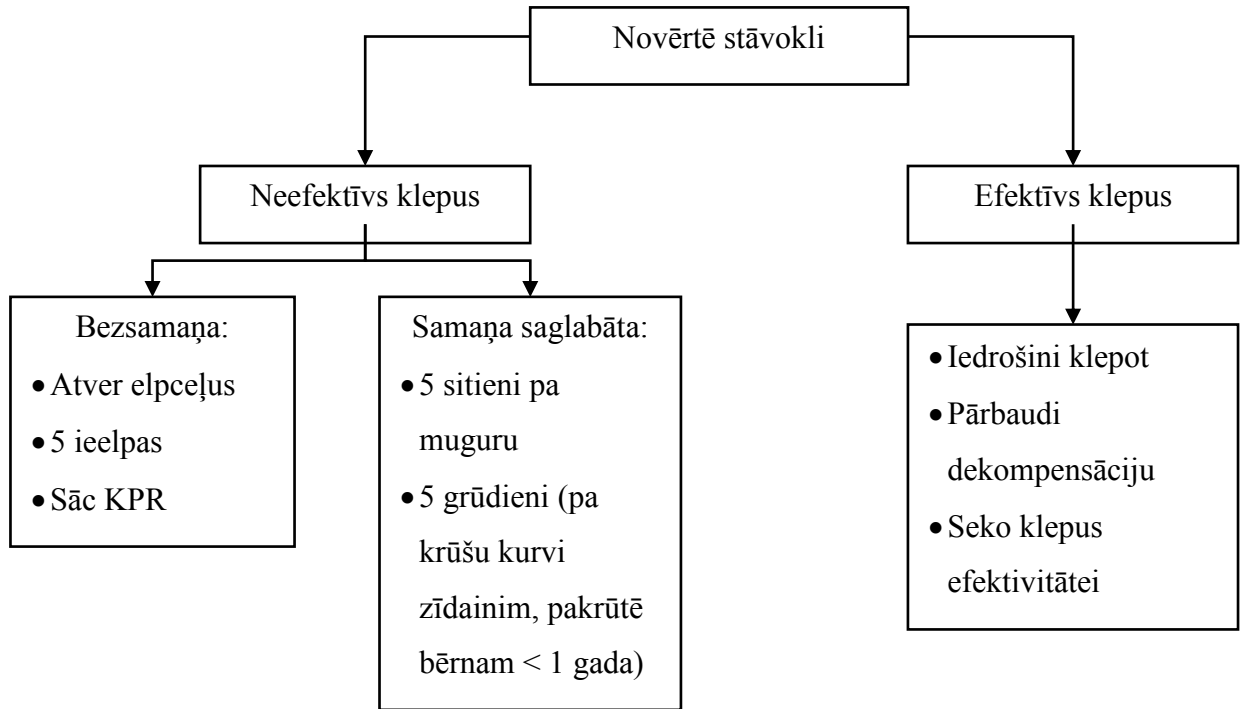 Novērtē stāvokli
Neefektīvs klepus
Efektīvs klepus
Bezsamaņa:
• Atver elpceļus
• 5 ieelpas
• Sāc KPR
Samaņa saglabāta:
• 5 sitieni pa
muguru
• 5 grūdieni (pa
krūšu kurvi
zīdainim, pakrūtē
bērnam < 1 gada)
• Iedrošini klepot
• Pārbaudi
dekompensāciju
• Seko klepus
efektivitātei